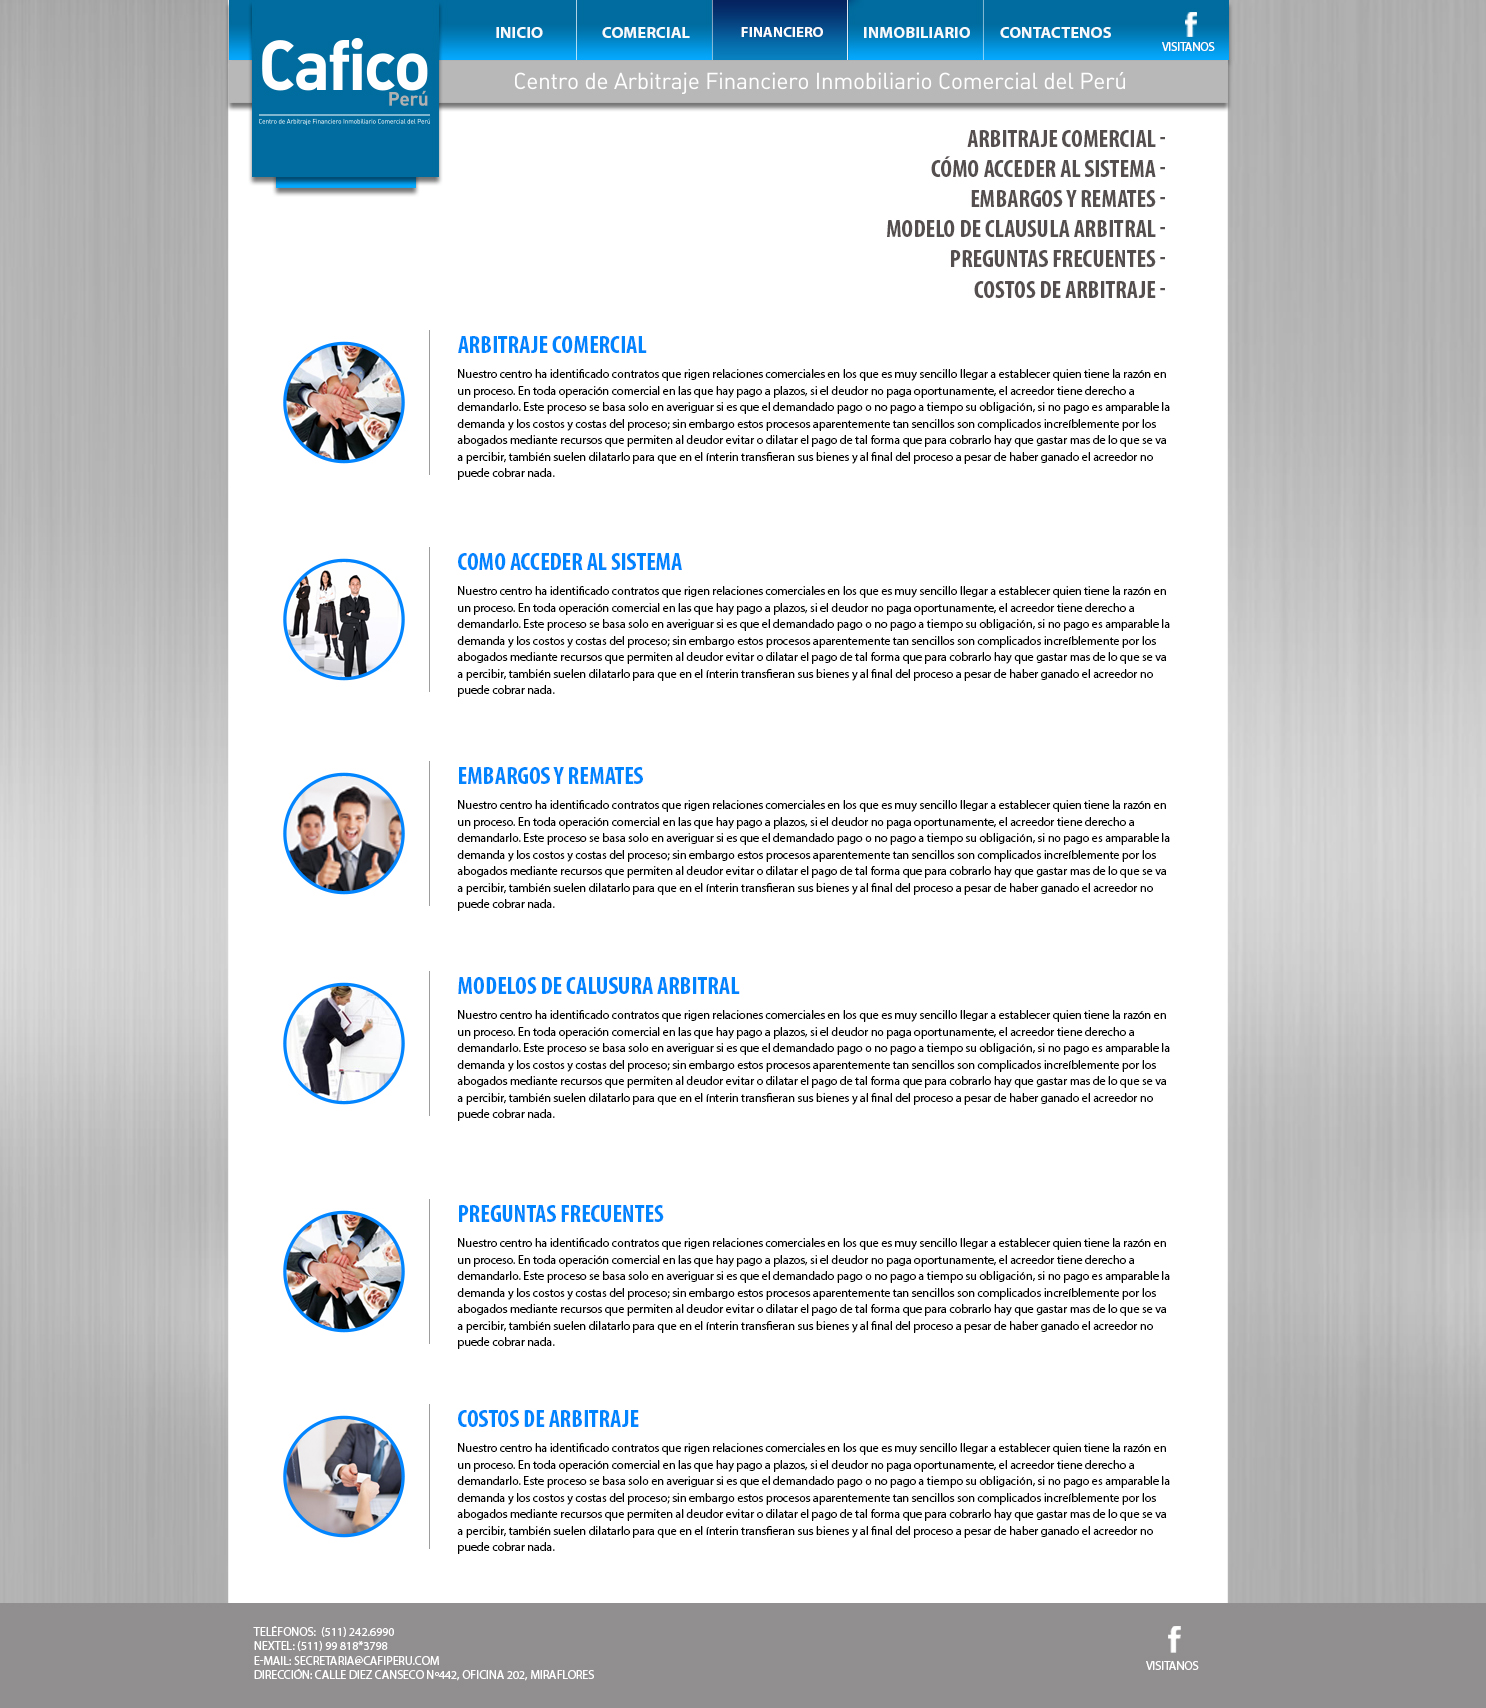 INICIO
COMERCIAL
FINANCIERO
INMOBILIARIO
CONTACTENOS
VISITANOS
Cafico
Perú
Centro de Arbitraje Financiero Inmobiliario Comercial del Perú
Centro de Arbitraje Financiero Inmobiliario Comercial del Perú
ARBITRAJE COMERCIAL -
CÓMO ACCEDER AL SISTEMA -
EMBARGOS Y REMATES -
MODELO DE CLAUSULA ARBITRAL -
PREGUNTAS FRECUENTES -
COSTOS DE ARBITRAJE -
ARBITRAJE COMERCIAL
Nuestro centro ha identificado contratos que rigen relaciones comerciales en los que es muy sencillo llegar a establecer quien tiene la razón en
un proceso. En toda operación comercial en las que hay pago a plazos, si el deudor no paga oportunamente, el acreedor tiene derecho a
demandarlo. Este proceso se basa solo en averiguar si es que el demandado pago o no pago a tiempo su obligación, si no pago es amparable la
demanda y los costos y costas del proceso; sin embargo estos procesos aparentemente tan sencillos son complicados increíblemente por los
abogados mediante recursos que permiten al deudor evitar o dilatar el pago de tal forma que para cobrarlo hay que gastar mas de lo que se va
a percibir, también suelen dilatarlo para que en el ínterin transfieran sus bienes y al final del proceso a pesar de haber ganado el acreedor no
puede cobrar nada.
COMO ACCEDER AL SISTEMA
Nuestro centro ha identificado contratos que rigen relaciones comerciales en los que es muy sencillo llegar a establecer quien tiene la razón en
un proceso. En toda operación comercial en las que hay pago a plazos, si el deudor no paga oportunamente, el acreedor tiene derecho a
demandarlo. Este proceso se basa solo en averiguar si es que el demandado pago o no pago a tiempo su obligación, si no pago es amparable la
demanda y los costos y costas del proceso; sin embargo estos procesos aparentemente tan sencillos son complicados increíblemente por los
abogados mediante recursos que permiten al deudor evitar o dilatar el pago de tal forma que para cobrarlo hay que gastar mas de lo que se va
a percibir, también suelen dilatarlo para que en el ínterin transfieran sus bienes y al final del proceso a pesar de haber ganado el acreedor no
puede cobrar nada.
EMBARGOS Y REMATES
Nuestro centro ha identificado contratos que rigen relaciones comerciales en los que es muy sencillo llegar a establecer quien tiene la razón en
un proceso. En toda operación comercial en las que hay pago a plazos, si el deudor no paga oportunamente, el acreedor tiene derecho a
demandarlo. Este proceso se basa solo en averiguar si es que el demandado pago o no pago a tiempo su obligación, si no pago es amparable la
demanda y los costos y costas del proceso; sin embargo estos procesos aparentemente tan sencillos son complicados increíblemente por los
abogados mediante recursos que permiten al deudor evitar o dilatar el pago de tal forma que para cobrarlo hay que gastar mas de lo que se va
a percibir, también suelen dilatarlo para que en el ínterin transfieran sus bienes y al final del proceso a pesar de haber ganado el acreedor no
puede cobrar nada.
MODELOS DE CALUSURA ARBITRAL
Nuestro centro ha identificado contratos que rigen relaciones comerciales en los que es muy sencillo llegar a establecer quien tiene la razón en
un proceso. En toda operación comercial en las que hay pago a plazos, si el deudor no paga oportunamente, el acreedor tiene derecho a
demandarlo. Este proceso se basa solo en averiguar si es que el demandado pago o no pago a tiempo su obligación, si no pago es amparable la
demanda y los costos y costas del proceso; sin embargo estos procesos aparentemente tan sencillos son complicados increíblemente por los
abogados mediante recursos que permiten al deudor evitar o dilatar el pago de tal forma que para cobrarlo hay que gastar mas de lo que se va
a percibir, también suelen dilatarlo para que en el ínterin transfieran sus bienes y al final del proceso a pesar de haber ganado el acreedor no
puede cobrar nada.
PREGUNTAS FRECUENTES
Nuestro centro ha identificado contratos que rigen relaciones comerciales en los que es muy sencillo llegar a establecer quien tiene la razón en
un proceso. En toda operación comercial en las que hay pago a plazos, si el deudor no paga oportunamente, el acreedor tiene derecho a
demandarlo. Este proceso se basa solo en averiguar si es que el demandado pago o no pago a tiempo su obligación, si no pago es amparable la
demanda y los costos y costas del proceso; sin embargo estos procesos aparentemente tan sencillos son complicados increíblemente por los
abogados mediante recursos que permiten al deudor evitar o dilatar el pago de tal forma que para cobrarlo hay que gastar mas de lo que se va
a percibir, también suelen dilatarlo para que en el ínterin transfieran sus bienes y al final del proceso a pesar de haber ganado el acreedor no
puede cobrar nada.
COSTOS DE ARBITRAJE
Nuestro centro ha identificado contratos que rigen relaciones comerciales en los que es muy sencillo llegar a establecer quien tiene la razón en
un proceso. En toda operación comercial en las que hay pago a plazos, si el deudor no paga oportunamente, el acreedor tiene derecho a
demandarlo. Este proceso se basa solo en averiguar si es que el demandado pago o no pago a tiempo su obligación, si no pago es amparable la
demanda y los costos y costas del proceso; sin embargo estos procesos aparentemente tan sencillos son complicados increíblemente por los
abogados mediante recursos que permiten al deudor evitar o dilatar el pago de tal forma que para cobrarlo hay que gastar mas de lo que se va
a percibir, también suelen dilatarlo para que en el ínterin transfieran sus bienes y al final del proceso a pesar de haber ganado el acreedor no
puede cobrar nada.
TELÉFONOS: (511) 242.6990
NEXTEL: (511) 99 818*3798
E-MAIL: SECRETARIA@CAFIPERU.COM
DIRECCIÓN: CALLE DIEZ CANSECO Nº442, OFICINA 202, MIRAFLORES
VISITANOS